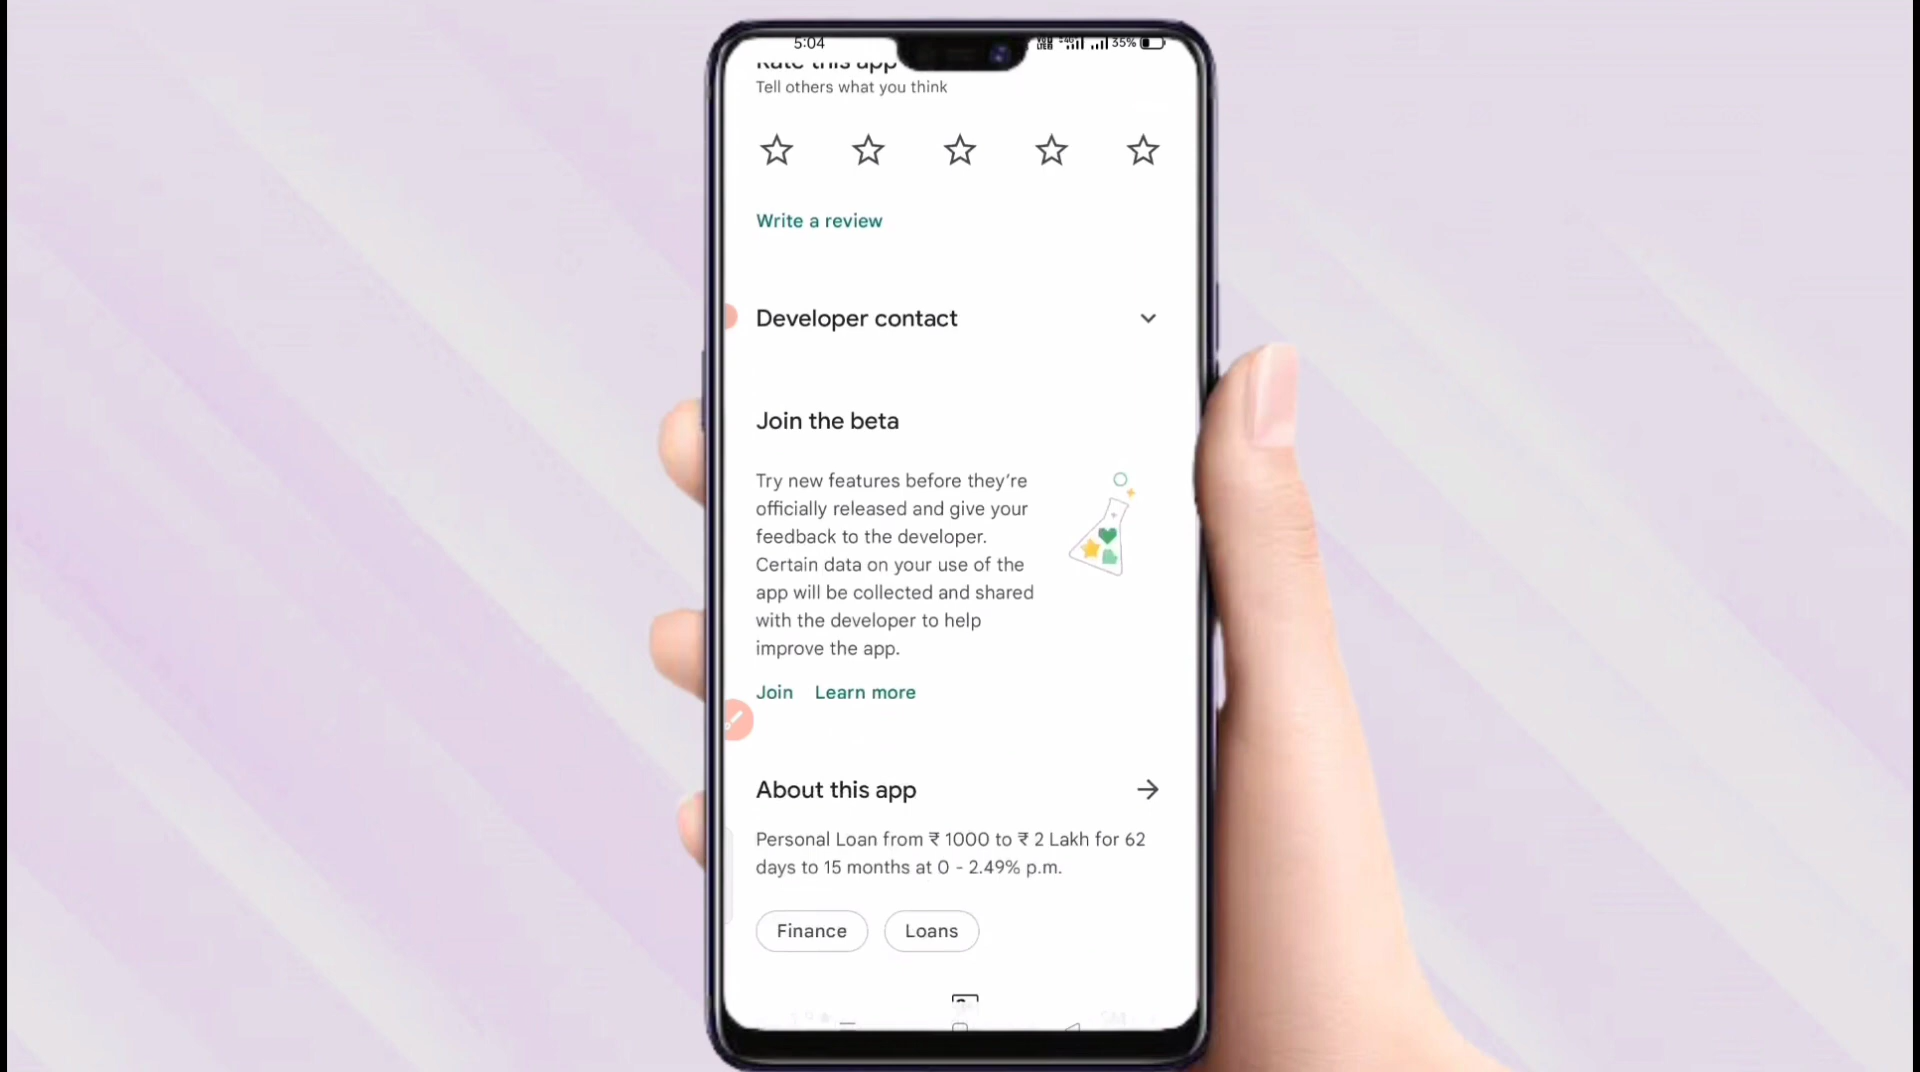 5:04
35%
Rate this app
Tell others what you think
Write a review
Developer contact
Join the beta
Try new features before they're
officially released and give your
feedback to the developer.
Certain data on your use of the
app will be collected and shared
with the developer to help
improve the app.
Join Learn more
About this app
Personal Loan from ₹ 1000 to ₹ 2 Lakh for 62
days to 15 months at 0 - 2.49% p.m.
Finance Loans